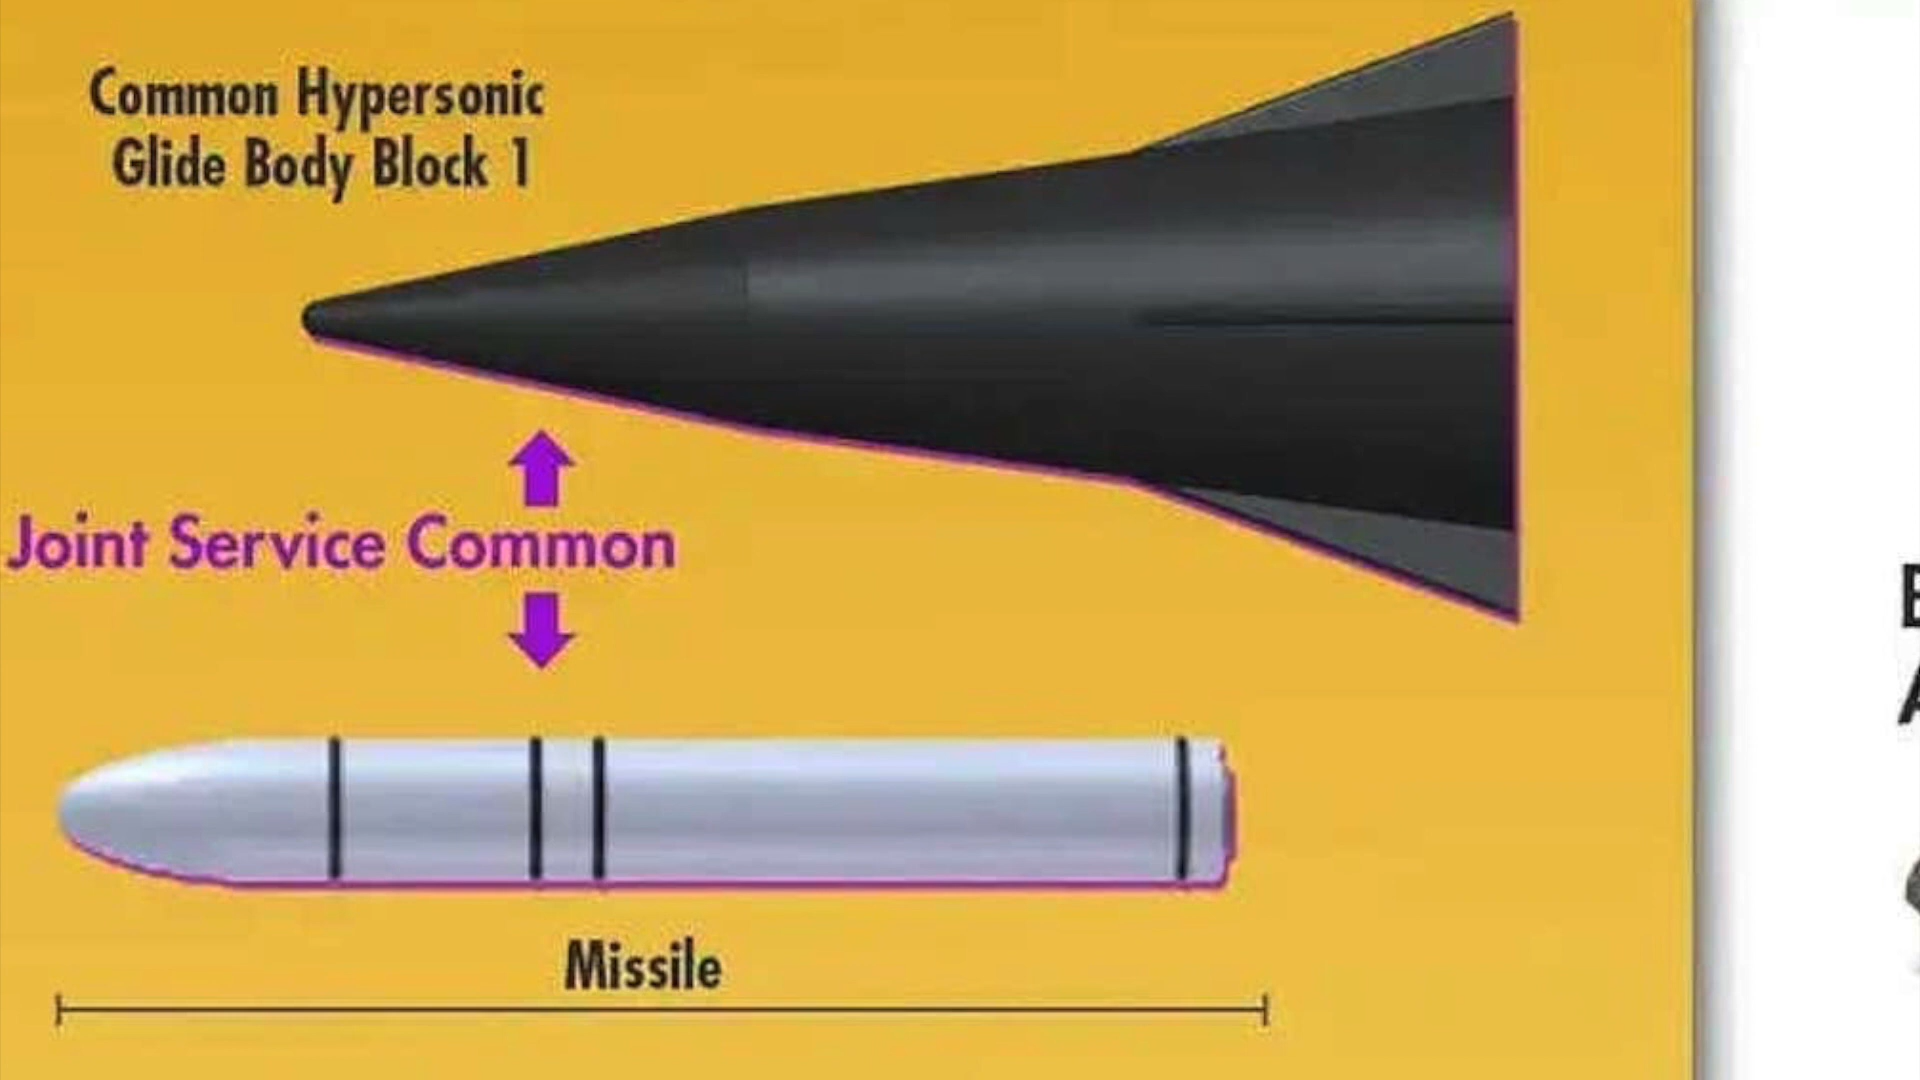 Common Hypersonic
Glide Body Block 1
Joint Service Common
Missile